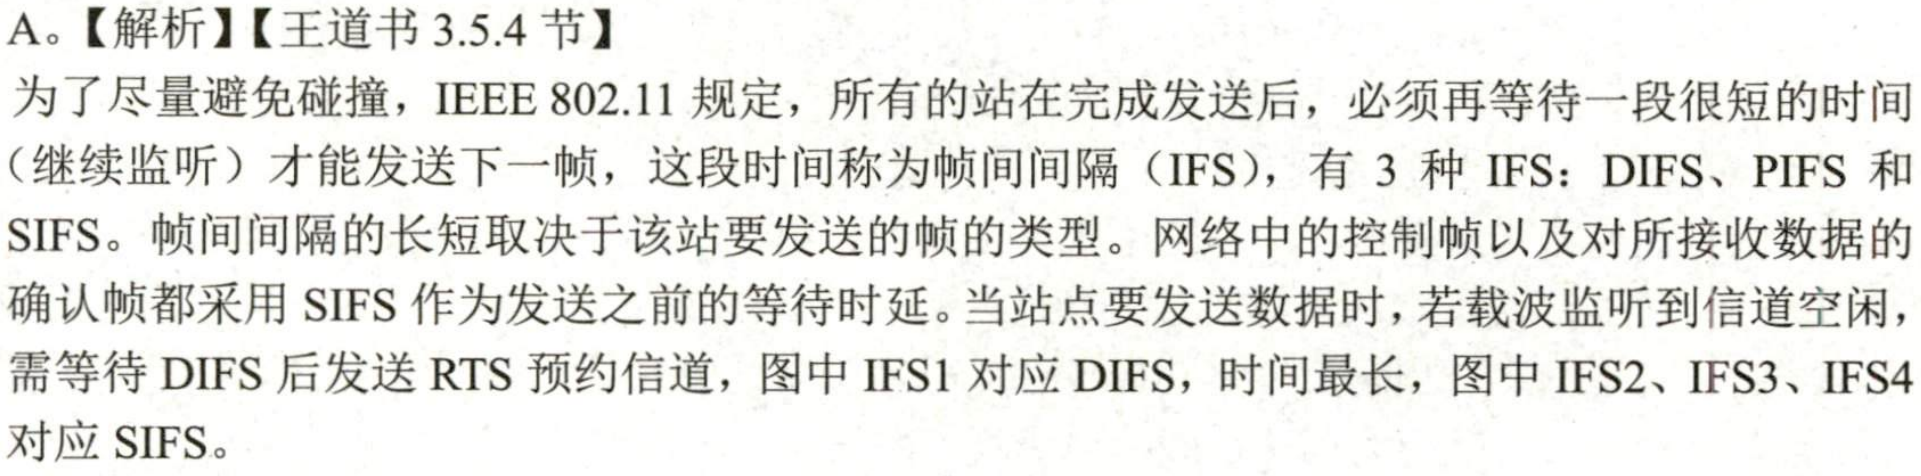 A。【解析】【王道书 3.5.4 节】
为了尽量避免碰撞，IEEE 802.11 规定，所有的站在完成发送后，必须再等待一段很短的时间
（继续监听）才能发送下一帧，这段时间称为帧间间隔（IFS），有 3 种 IFS：DIFS、PIFS 和
SIFS。帧间间隔的长短取决于该站要发送的帧的类型。网络中的控制帧以及对所接收数据的
确认帧都采用 SIFS 作为发送之前的等待时延。当站点要发送数据时，若载波监听到信道空闲，
需等待 DIFS 后发送 RTS 预约信道，图中 IFS1 对应 DIFS，时间最长，图中 IFS2、IFS3、IFS4
对应 SIFS。